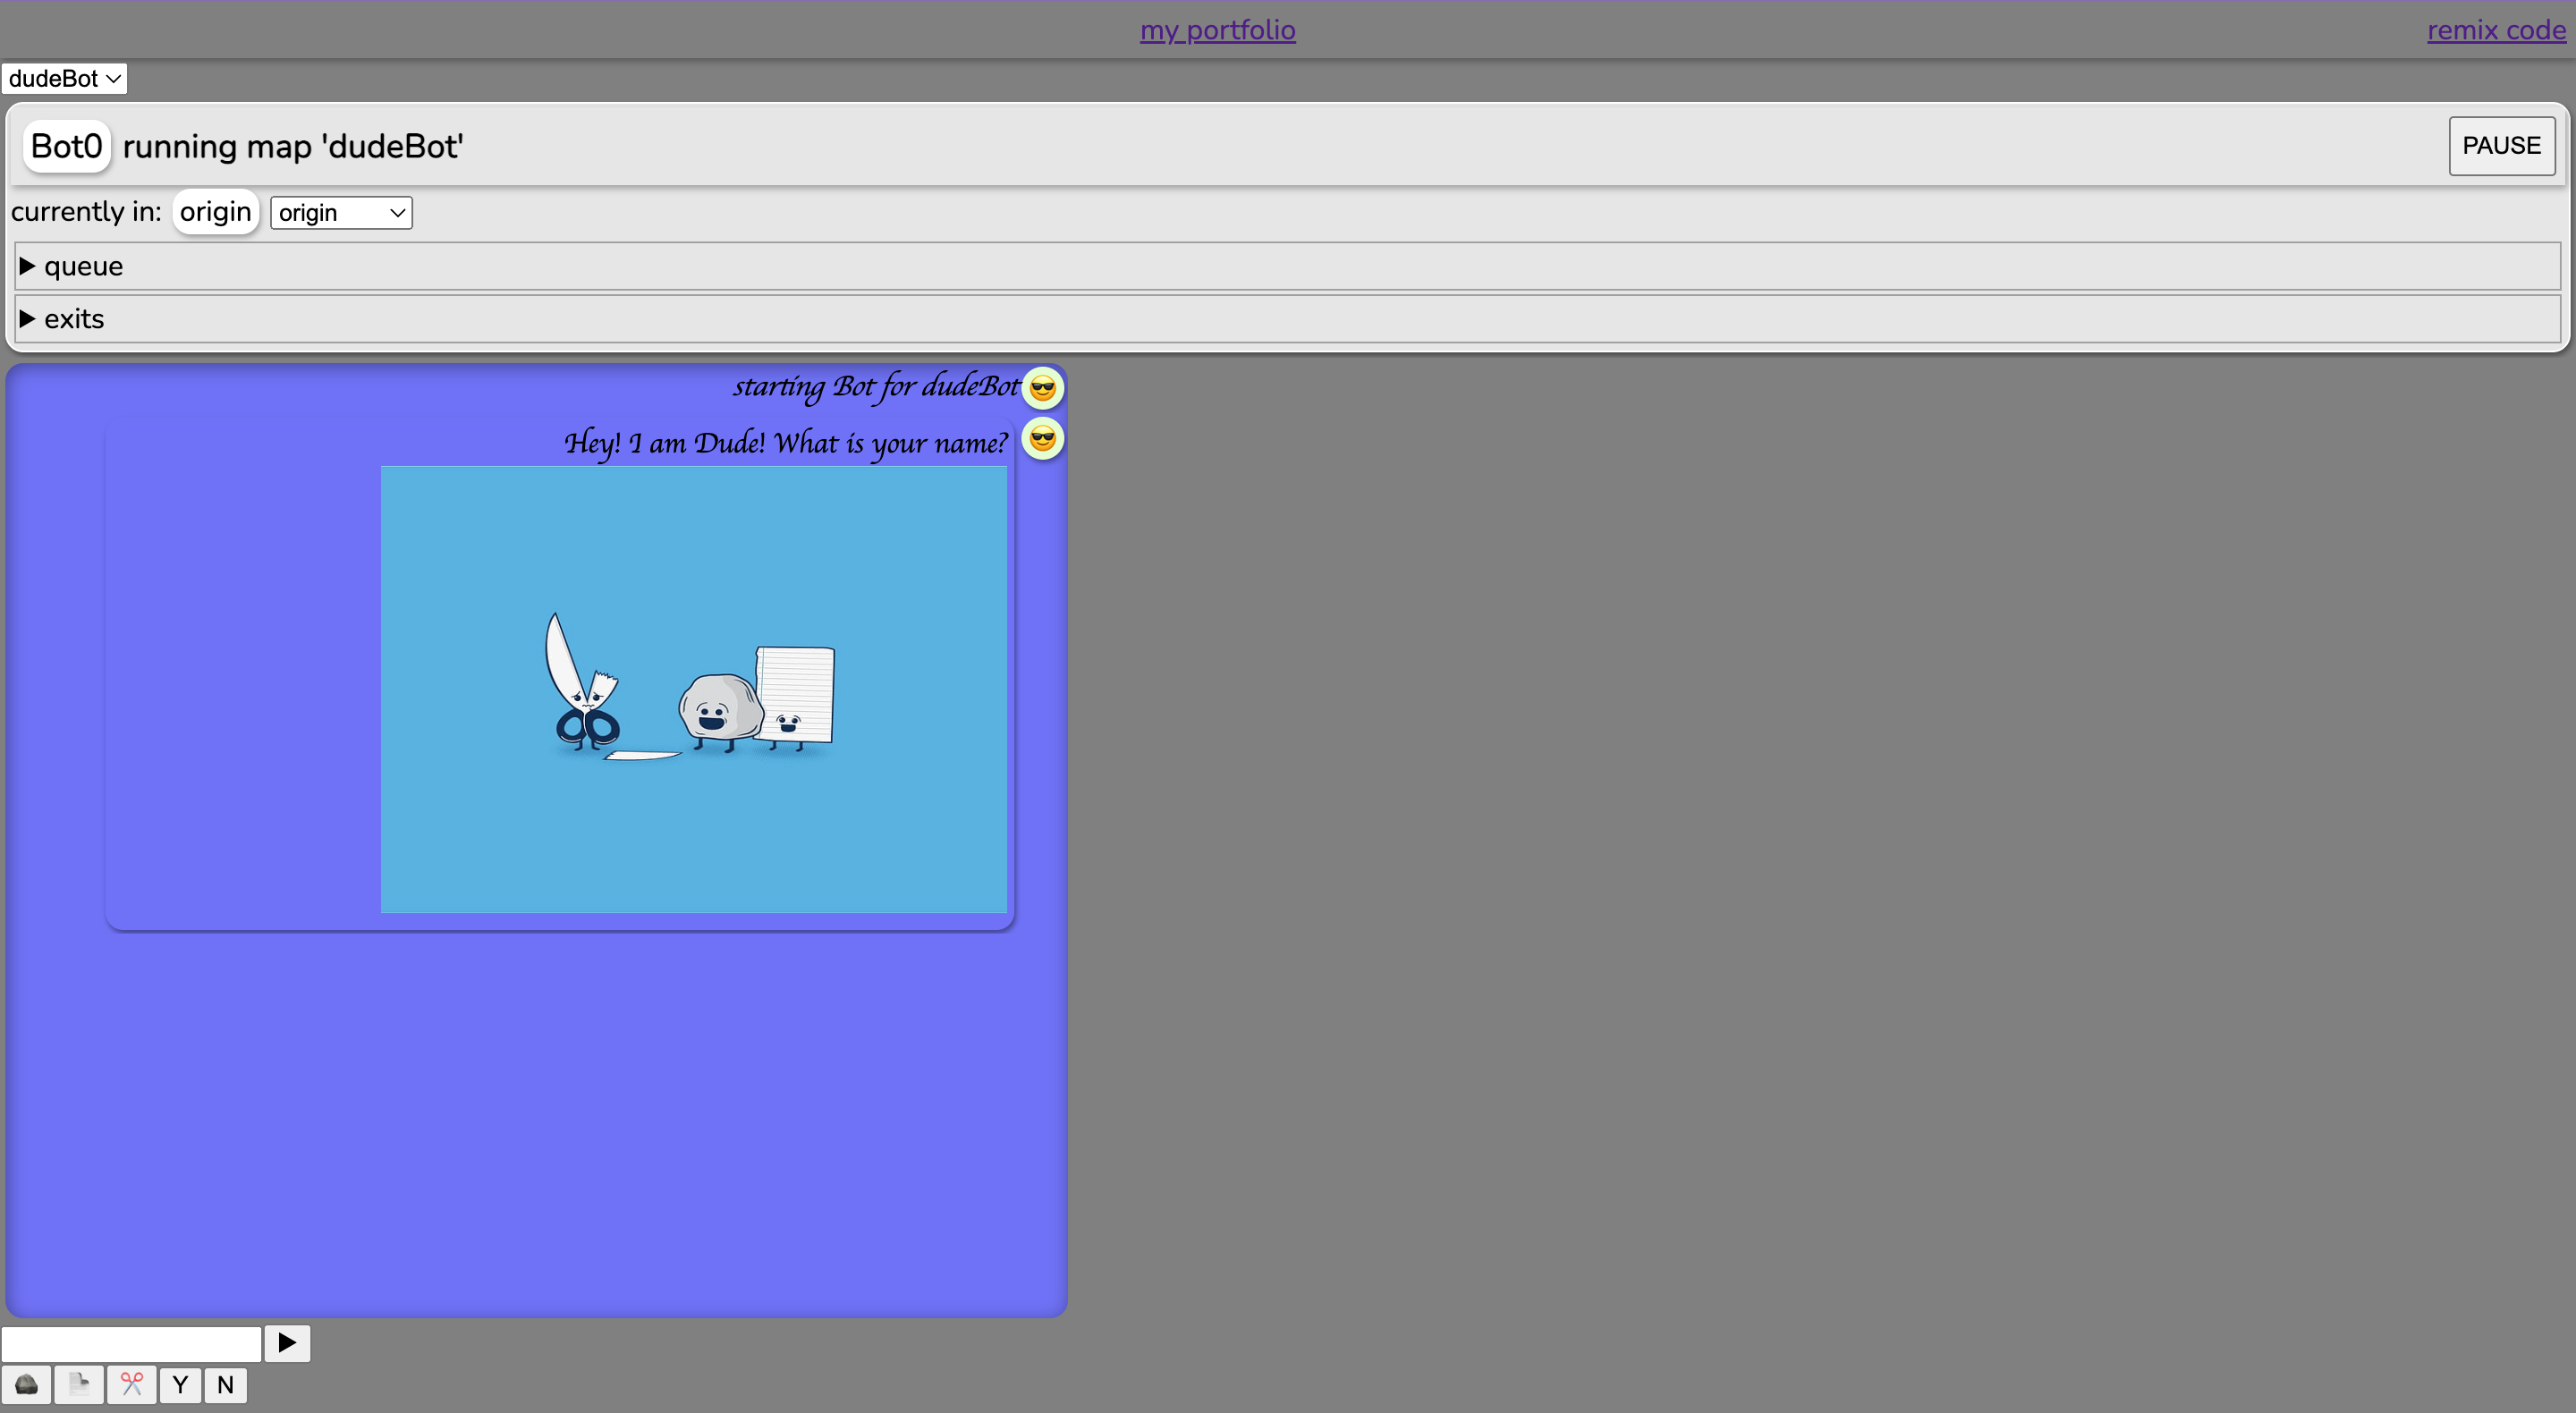 my portfolio
remix code
dudeBot
Bot0 running map 'dudeBot'
PAUSE
currently in: origin origin
queue
exits
starting Bot for dudeBot
Hey! I am Dude! What is your name?
Y N